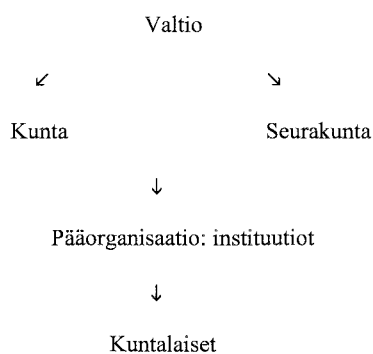 Valtio
↙ ↘
Kunta Seurakunta
↓
Pääorganisaatio: instituutiot
↓
Kuntalaiset